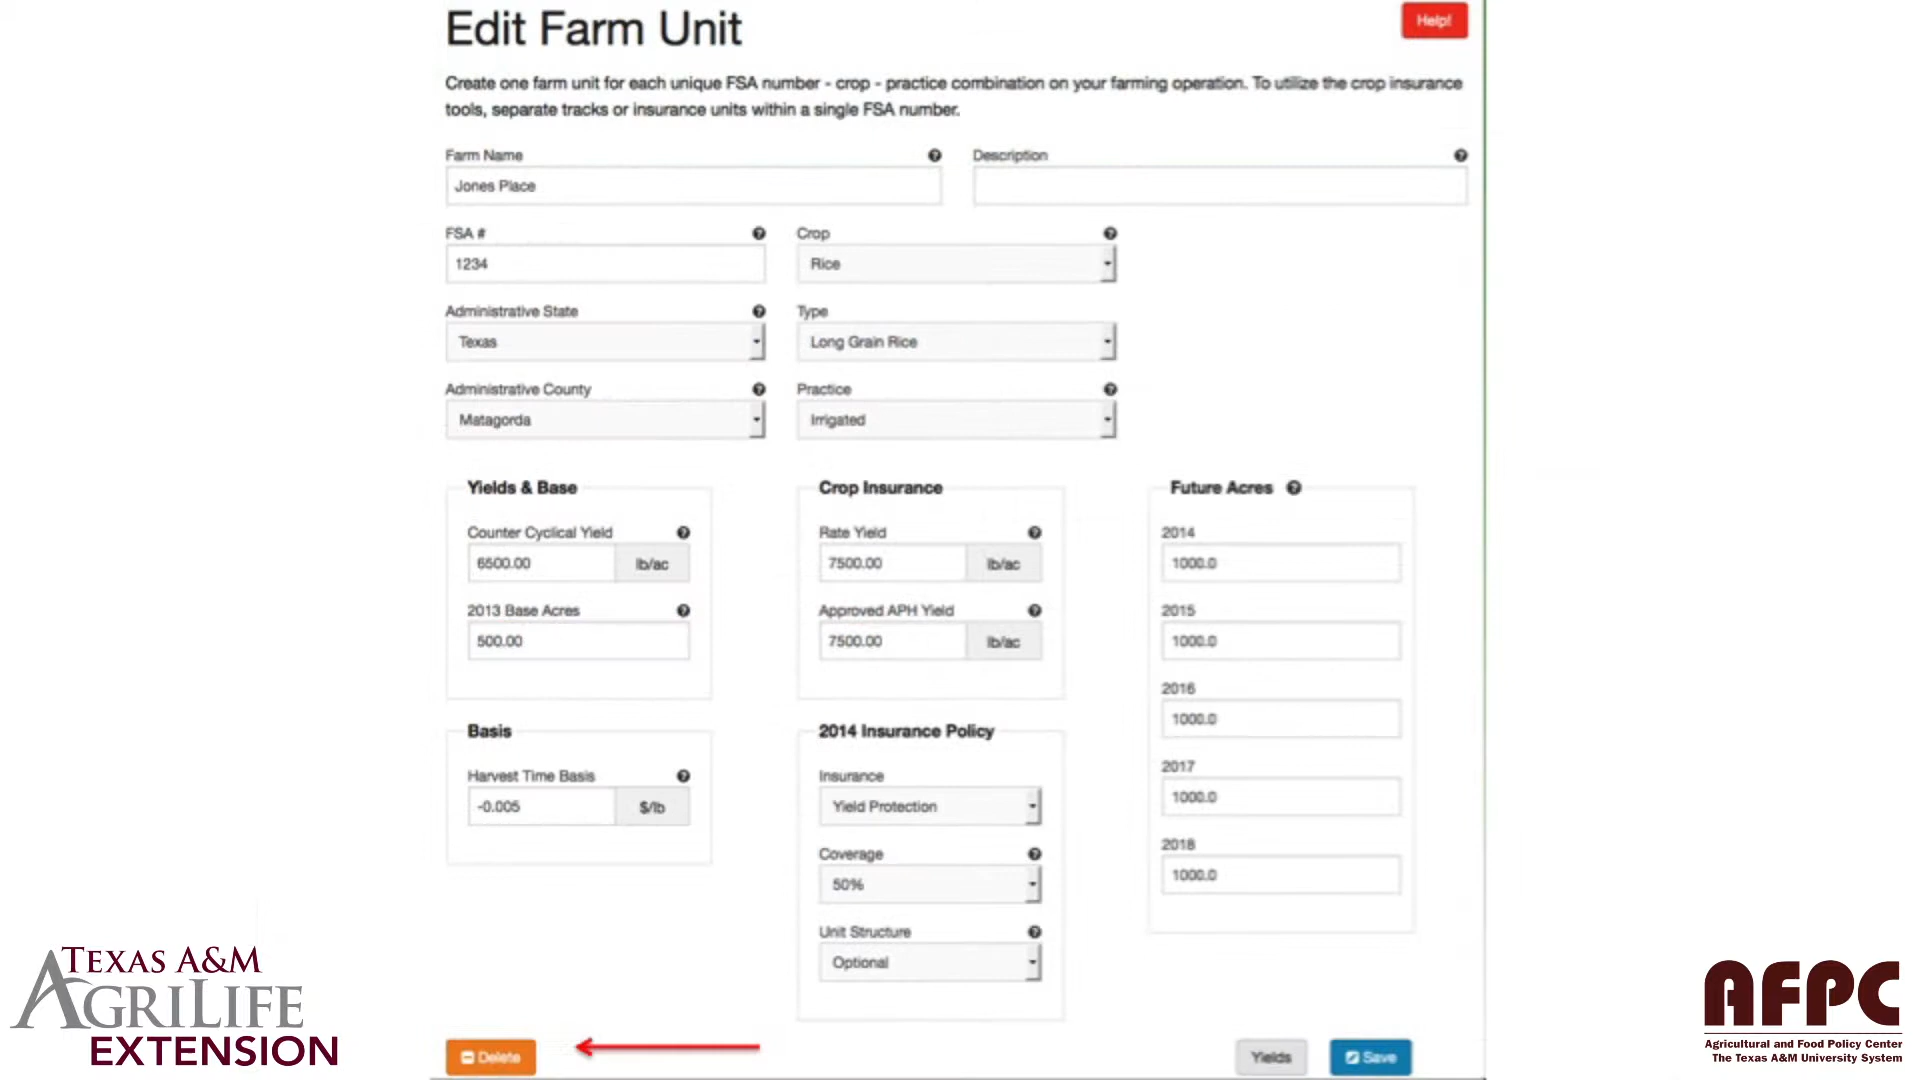 Edit Farm Unit
Help!
Create one farm unit for each unique FSA number - crop - practice combination on your farming operation. To utilize the crop insurance
tools, separate tracks or insurance units within a single FSA number.
Farm Name
Description
Jones Place
FSA #
Crop
1234
Rice
Administrative State
Type
Texas
Long Grain Rice
Administrative County
Practice
Matagorda
Irrigated
Yields & Base
Counter Cyclical Yield
6500.00 lb/ac
2013 Base Acres
500.00
Basis
Harvest Time Basis
-0.005 $/lb
Crop Insurance
Rate Yield
7500.00 lb/ac
Approved APH Yield
7500.00 lb/ac
2014 Insurance Policy
Insurance
Yield Protection
Coverage
50%
Unit Structure
Optional
Future Acres
2014
1000.0
2015
1000.0
2016
1000.0
2017
1000.0
2018
1000.0
Delete
Yields
Save
TEXAS A&M
AGRILIFE
EXTENSION
AFPC
Agricultural and Food Policy Center
The Texas A&M University System